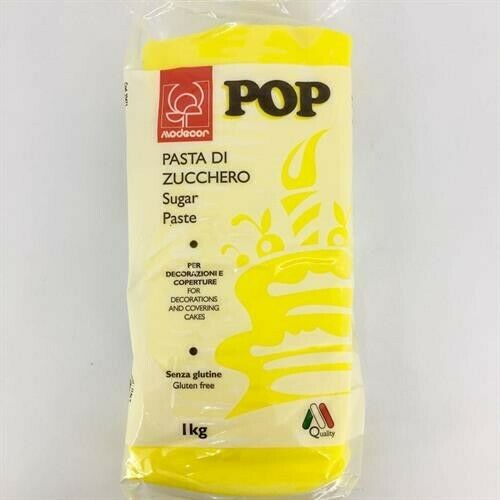 modecor
POP
PASTA DI
ZUCCHERO
Sugar
Paste
PER
DECORAZIONI E
COPERTURE
FOR
DECORATIONS
AND COVERING
CAKES
Senza glutine
Gluten free
1kg
Quality